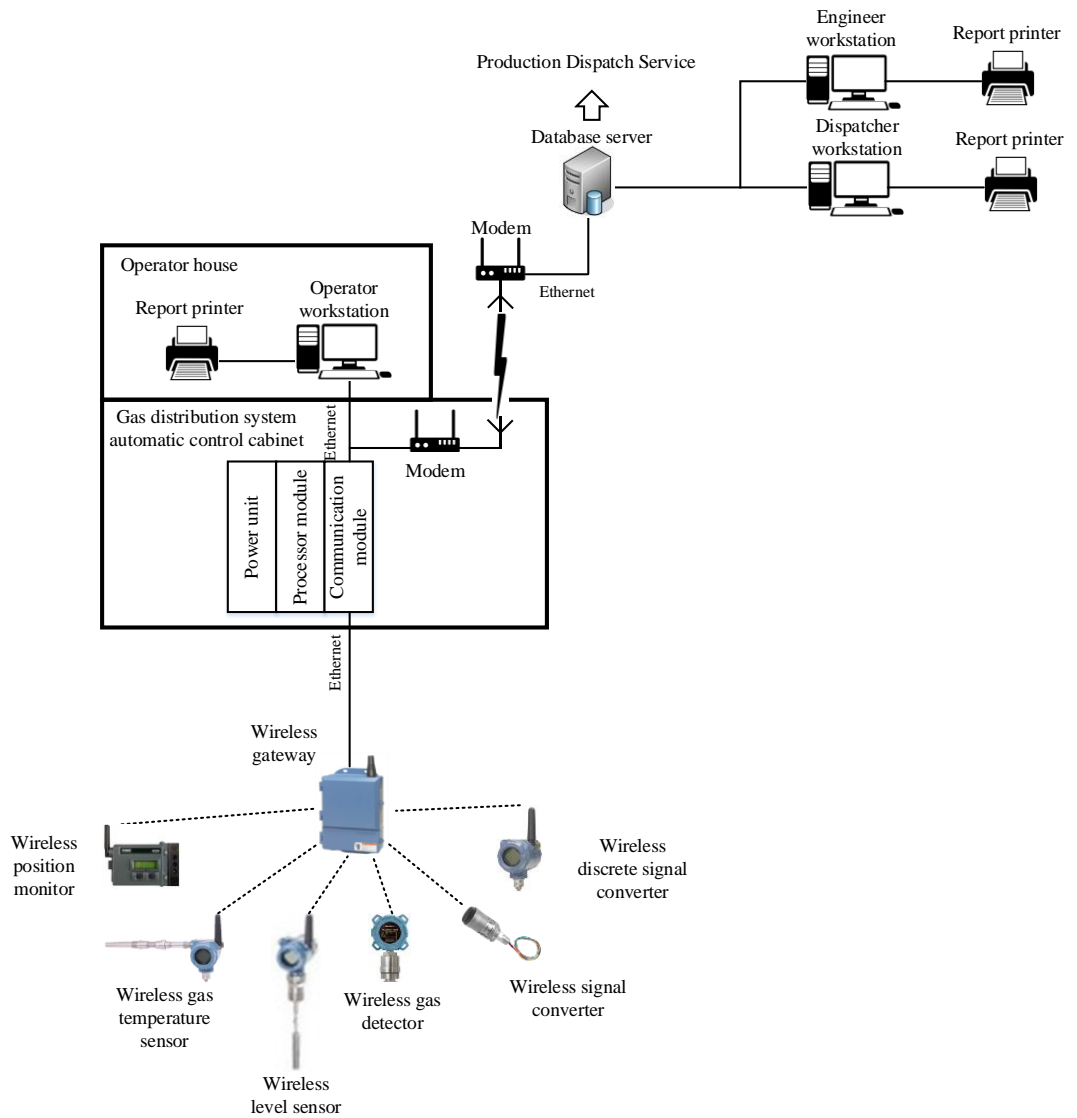 Engineer
workstation
Report printer
Production Dispatch Service
Database server
Dispatcher
workstation
Report printer
Modem
Ethernet
Operator house
Report printer
Operator
workstation
Gas distribution system
automatic control cabinet
Ethernet
Modem
Power unit
Processor module
Communication
module
Ethernet
Wireless
gateway
Wireless
position
monitor
Wireless
discrete signal
converter
Wireless gas
temperature
sensor
Wireless gas
detector
Wireless signal
converter
Wireless
level sensor